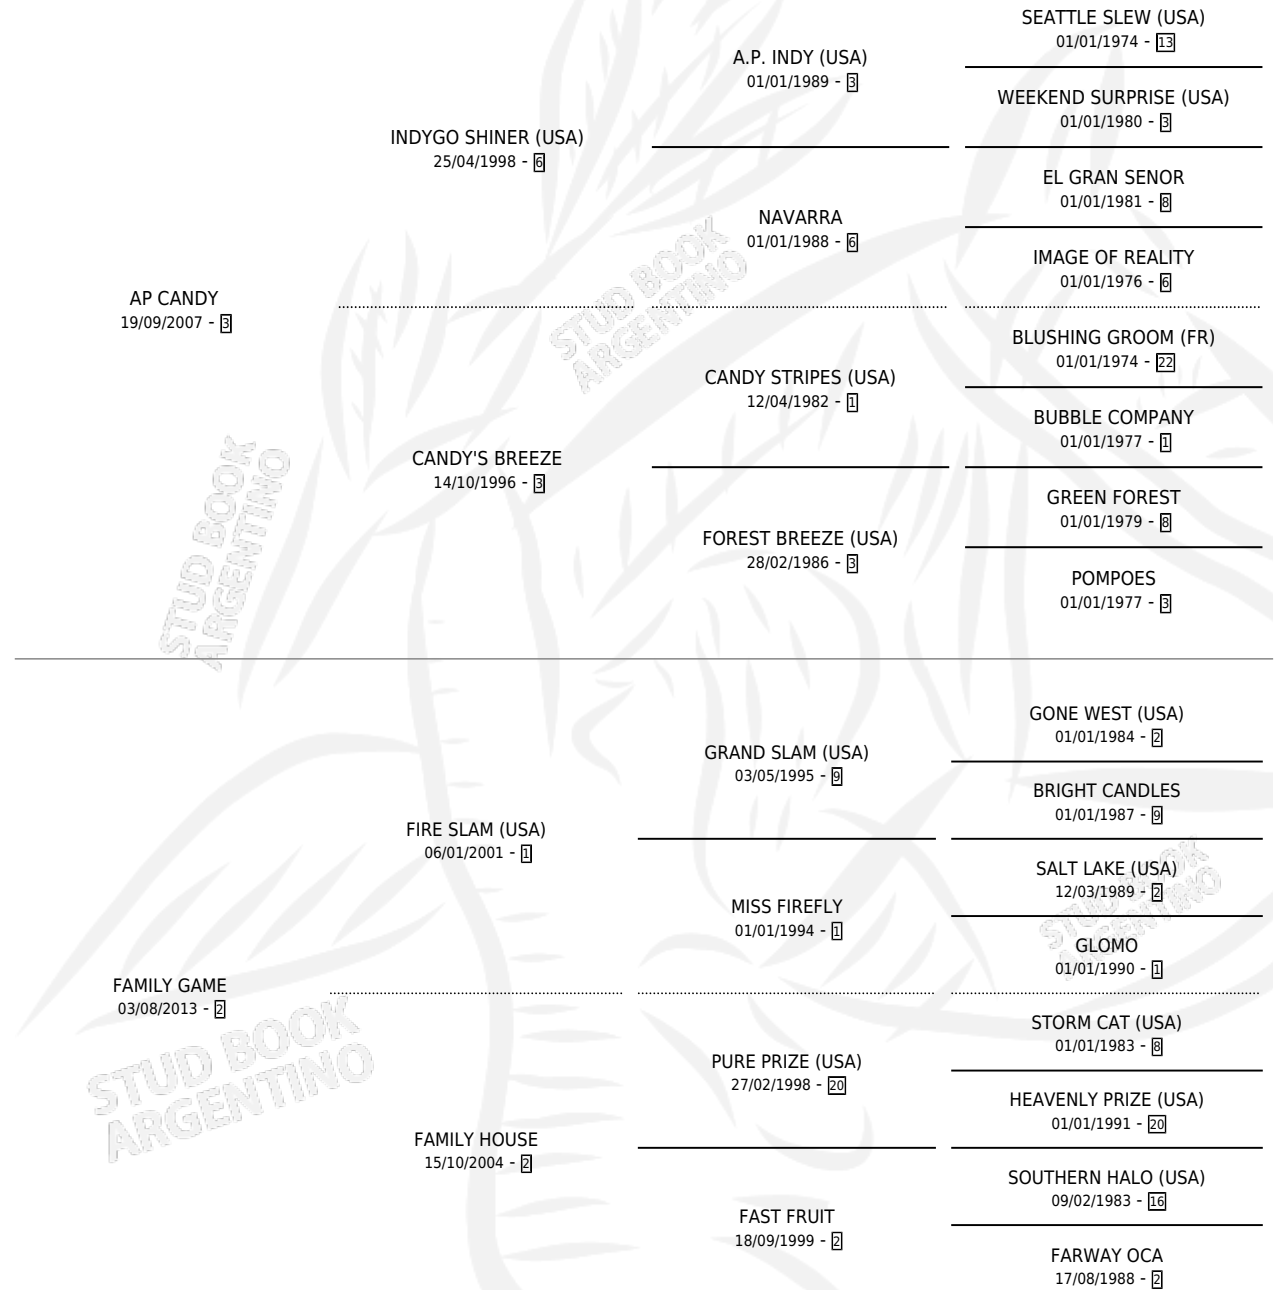 SEATTLE SLEW (USA)
01/01/1974 - 13
A.P. INDY (USA)
01/01/1989 - 3
WEEKEND SURPRISE (USA)
01/01/1980 - 3
INDYGO SHINER (USA)
25/04/1998 - 6
EL GRAN SENOR
01/01/1981 - 8
NAVARRA
01/01/1988 - 6
IMAGE OF REALITY
01/01/1976 - 6
AP CANDY
19/09/2007 - 3
BLUSHING GROOM (FR)
01/01/1974 - 22
CANDY STRIPES (USA)
12/04/1982 - 1
BUBBLE COMPANY
01/01/1977 - 1
CANDY'S BREEZE
14/10/1996 - 3
GREEN FOREST
01/01/1979 - 8
FOREST BREEZE (USA)
28/02/1986 - 3
POMPOES
01/01/1977 - 3
GONE WEST (USA)
01/01/1984 - 2
GRAND SLAM (USA)
03/05/1995 - 9
BRIGHT CANDLES
01/01/1987 - 9
FIRE SLAM (USA)
06/01/2001 - 1
SALT LAKE (USA)
12/03/1989 - 2
MISS FIREFLY
01/01/1994 - 1
GLOMO
01/01/1990 - 1
FAMILY GAME
03/08/2013 - 2
STORM CAT (USA)
01/01/1983 - 8
PURE PRIZE (USA)
27/02/1998 - 20
HEAVENLY PRIZE (USA)
01/01/1991 - 20
FAMILY HOUSE
15/10/2004 - 2
SOUTHERN HALO (USA)
09/02/1983 - 16
FAST FRUIT
18/09/1999 - 2
FARWAY OCA
17/08/1988 - 2
STUD BOOK
ARGENTINO
STUD BOOK
ARGENTINO
STUD BOOK
ARGENTINO
STUD BOOK
ARGENTINO